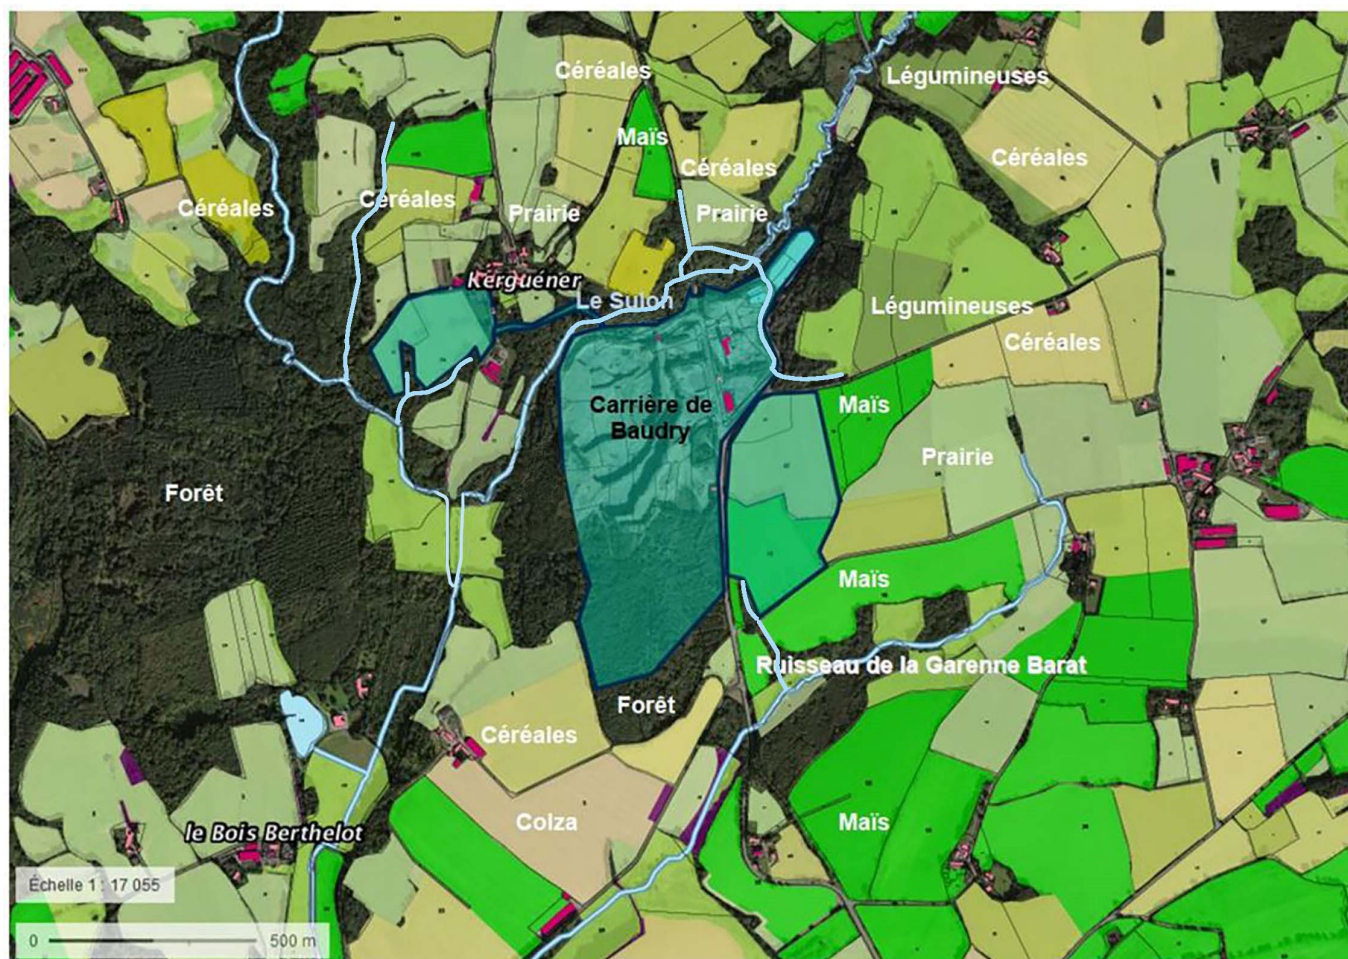 Céréales
Légumineuses
Maïs
Céréales
Céréales
Céréales
Céréales
Prairie
Prairie
Kerguéner
Le Sulon
Légumineuses
Céréales
Carrière de
Baudry
Maïs
Prairie
Forêt
Maïs
Ruisseau de la Garenne Barat
Forêt
Céréales
Colza
Maïs
le Bois Berthelot
Échelle 1 : 17 055
0 500 m